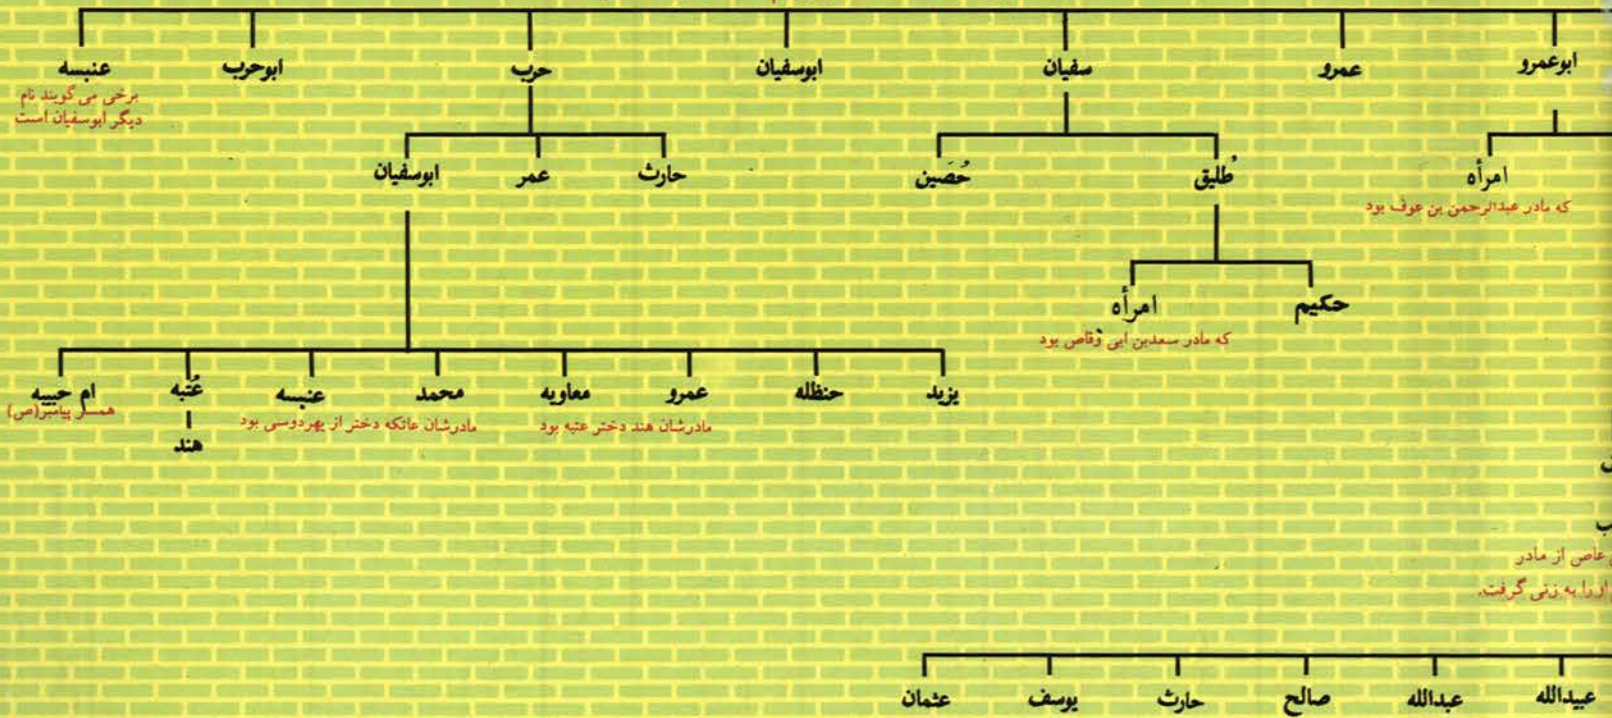 ابوعمرو
عمرو
سفیان
ابوسفیان
حرب
ابوحرب
عنبسه
برخی می گویند نام
دیگر ابوسفیان است
امرأه
که مادر عبدالرحمن بن عوف بود
طُلیق
حُصَین
حارث
عمر
ابوسفیان
حکیم
امرأه
که مادر سعدبن ابی وقاص بود
یزید
حنظله
عمرو
معاویه
محمد
عنبسه
عُتبه
ام حبیبه
مادرشان هند دختر عتبه بود
مادرشان عاتکه دختر از یهردوسی بود
همسر پیامبر(ص)
هند
عاص از مادر
او را به زنی گرفت.
عبیدالله
عبدالله
صالح
حارث
یوسف
عثمان